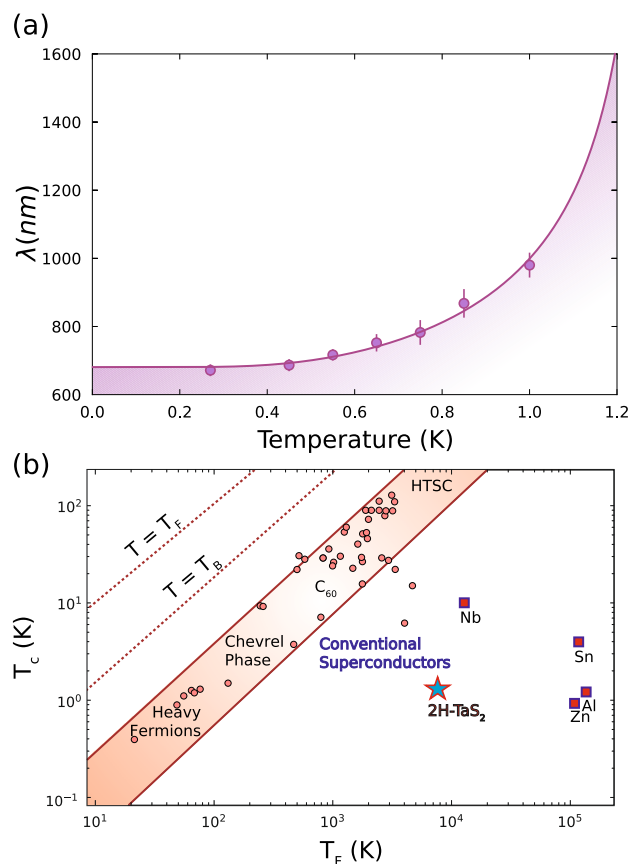 (a)
1600
1400
1200
1000
800
600
λ(nm)
0.0 0.2 0.4 0.6 0.8 1.0 1.2
Temperature (K)
(b)
10² 
10¹
10⁰
10⁻¹
T_c (K)
T = T_F
T = T_B
HTSC
C₆₀
Chevrel
Phase
Heavy
Fermions
Conventional
Superconductors
2H-TaS₂
Nb
Sn
Al
Zn
10¹ 10² 10³ 10⁴ 10⁵
T_F (K)